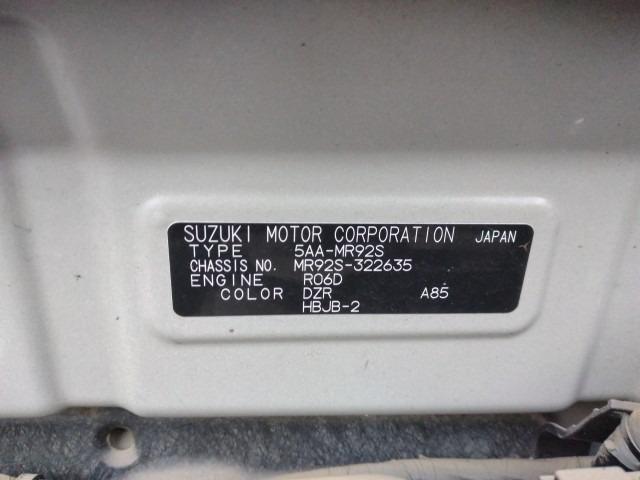 SUZUKI MOTOR CORPORATION JAPAN
TYPE 5AA-MR92S
CHASSIS NO. MR92S-322635
ENGINE R06D
COLOR DZR A85
HBJB-2